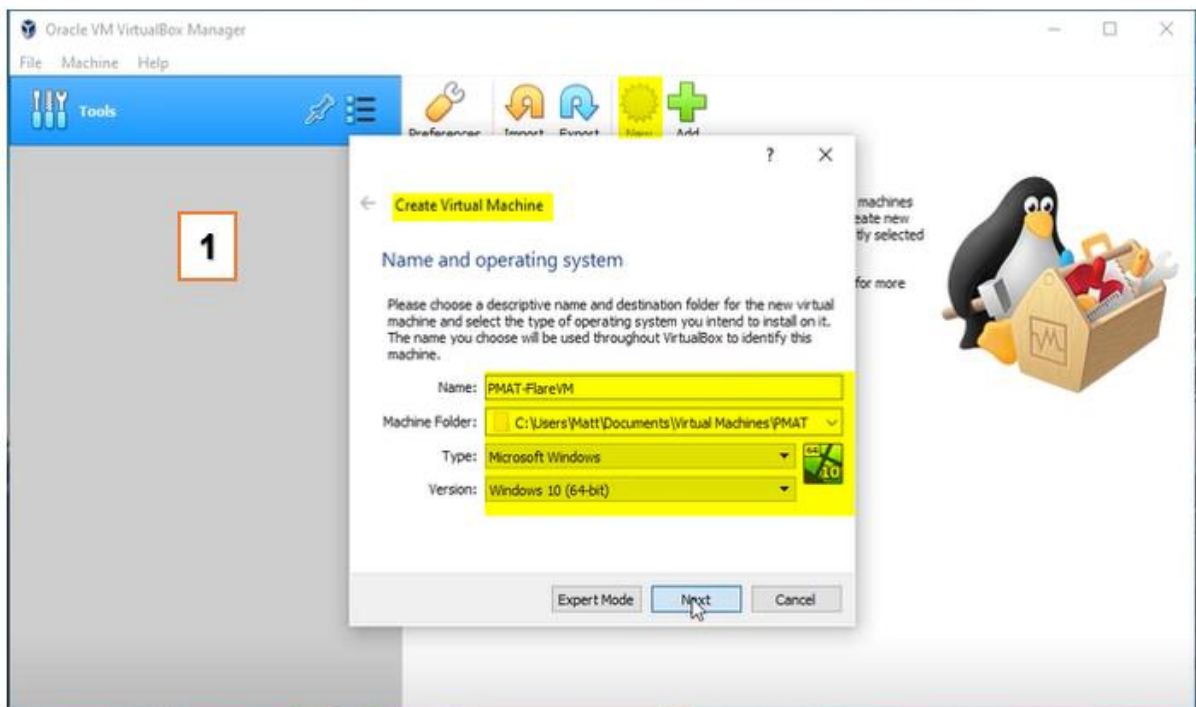 Oracle VM VirtualBox Manager
File Machine Help
Tools
Preferences Import Export New Add
? ×
1
Create Virtual Machine
machines
eate new
tly selected
Name and operating system
for more
Please choose a descriptive name and destination folder for the new virtual
machine and select the type of operating system you intend to install on it.
The name you choose will be used throughout VirtualBox to identify this
machine.
Name: PMAT-FlareVM
Machine Folder: C:\Users\Matt\Documents\Virtual Machines\PMAT
Type: Microsoft Windows
64
10
Version: Windows 10 (64-bit)
Expert Mode Next Cancel